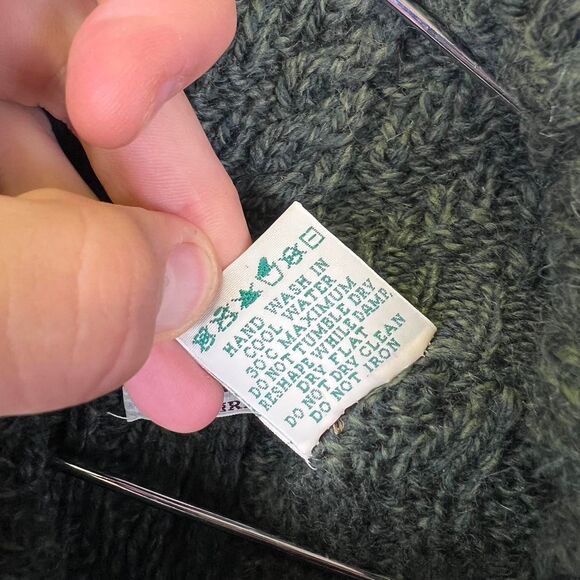 HAND WASH IN
COOL WATER
30°C MAXIMUM
DO NOT TUMBLE DRY
RESHAPE WHILE DAMP,
DRY FLAT
DO NOT DRY CLEAN
DO NOT IRON